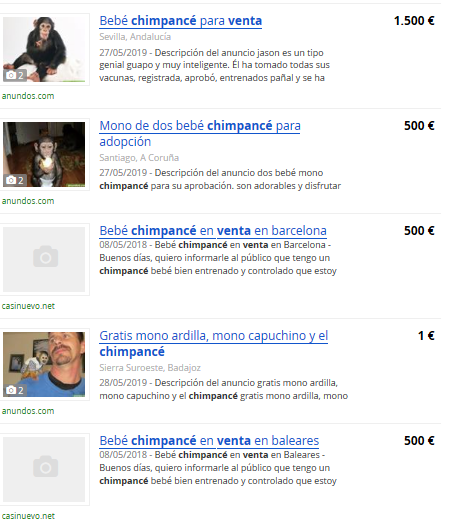 Bebé chimpancé para venta
1.500 €
Sevilla, Andalucía
27/05/2019 - Descripción del anuncio jason es un tipo
genial guapo y muy inteligente. Él ha tomado todas sus
vacunas, registrada, aprobó, entrenados pañal y se ha
2
anundos.com
Mono de dos bebé chimpancé para
adopción
500 €
Santiago, A Coruña
27/05/2019 - Descripción del anuncio dos bebé mono
chimpancé para su aprobación. son adorables y disfrutar
2
anundos.com
Bebé chimpancé en venta en barcelona
500 €
08/05/2018 - Bebé chimpancé en venta en Barcelona -
Buenos días, quiero informarle al público que tengo un
chimpancé bebé bien entrenado y controlado que estoy
casinuevo.net
Gratis mono ardilla, mono capuchino y el
chimpancé
1 €
Sierra Suroeste, Badajoz
28/05/2019 - Descripción del anuncio gratis mono ardilla,
mono capuchino y el chimpancé gratis mono ardilla, mono
2
anundos.com
Bebé chimpancé en venta en baleares
500 €
08/05/2018 - Bebé chimpancé en venta en Baleares -
Buenos días, quiero informarle al público que tengo un
chimpancé bebé bien entrenado y controlado que estoy
casinuevo.net